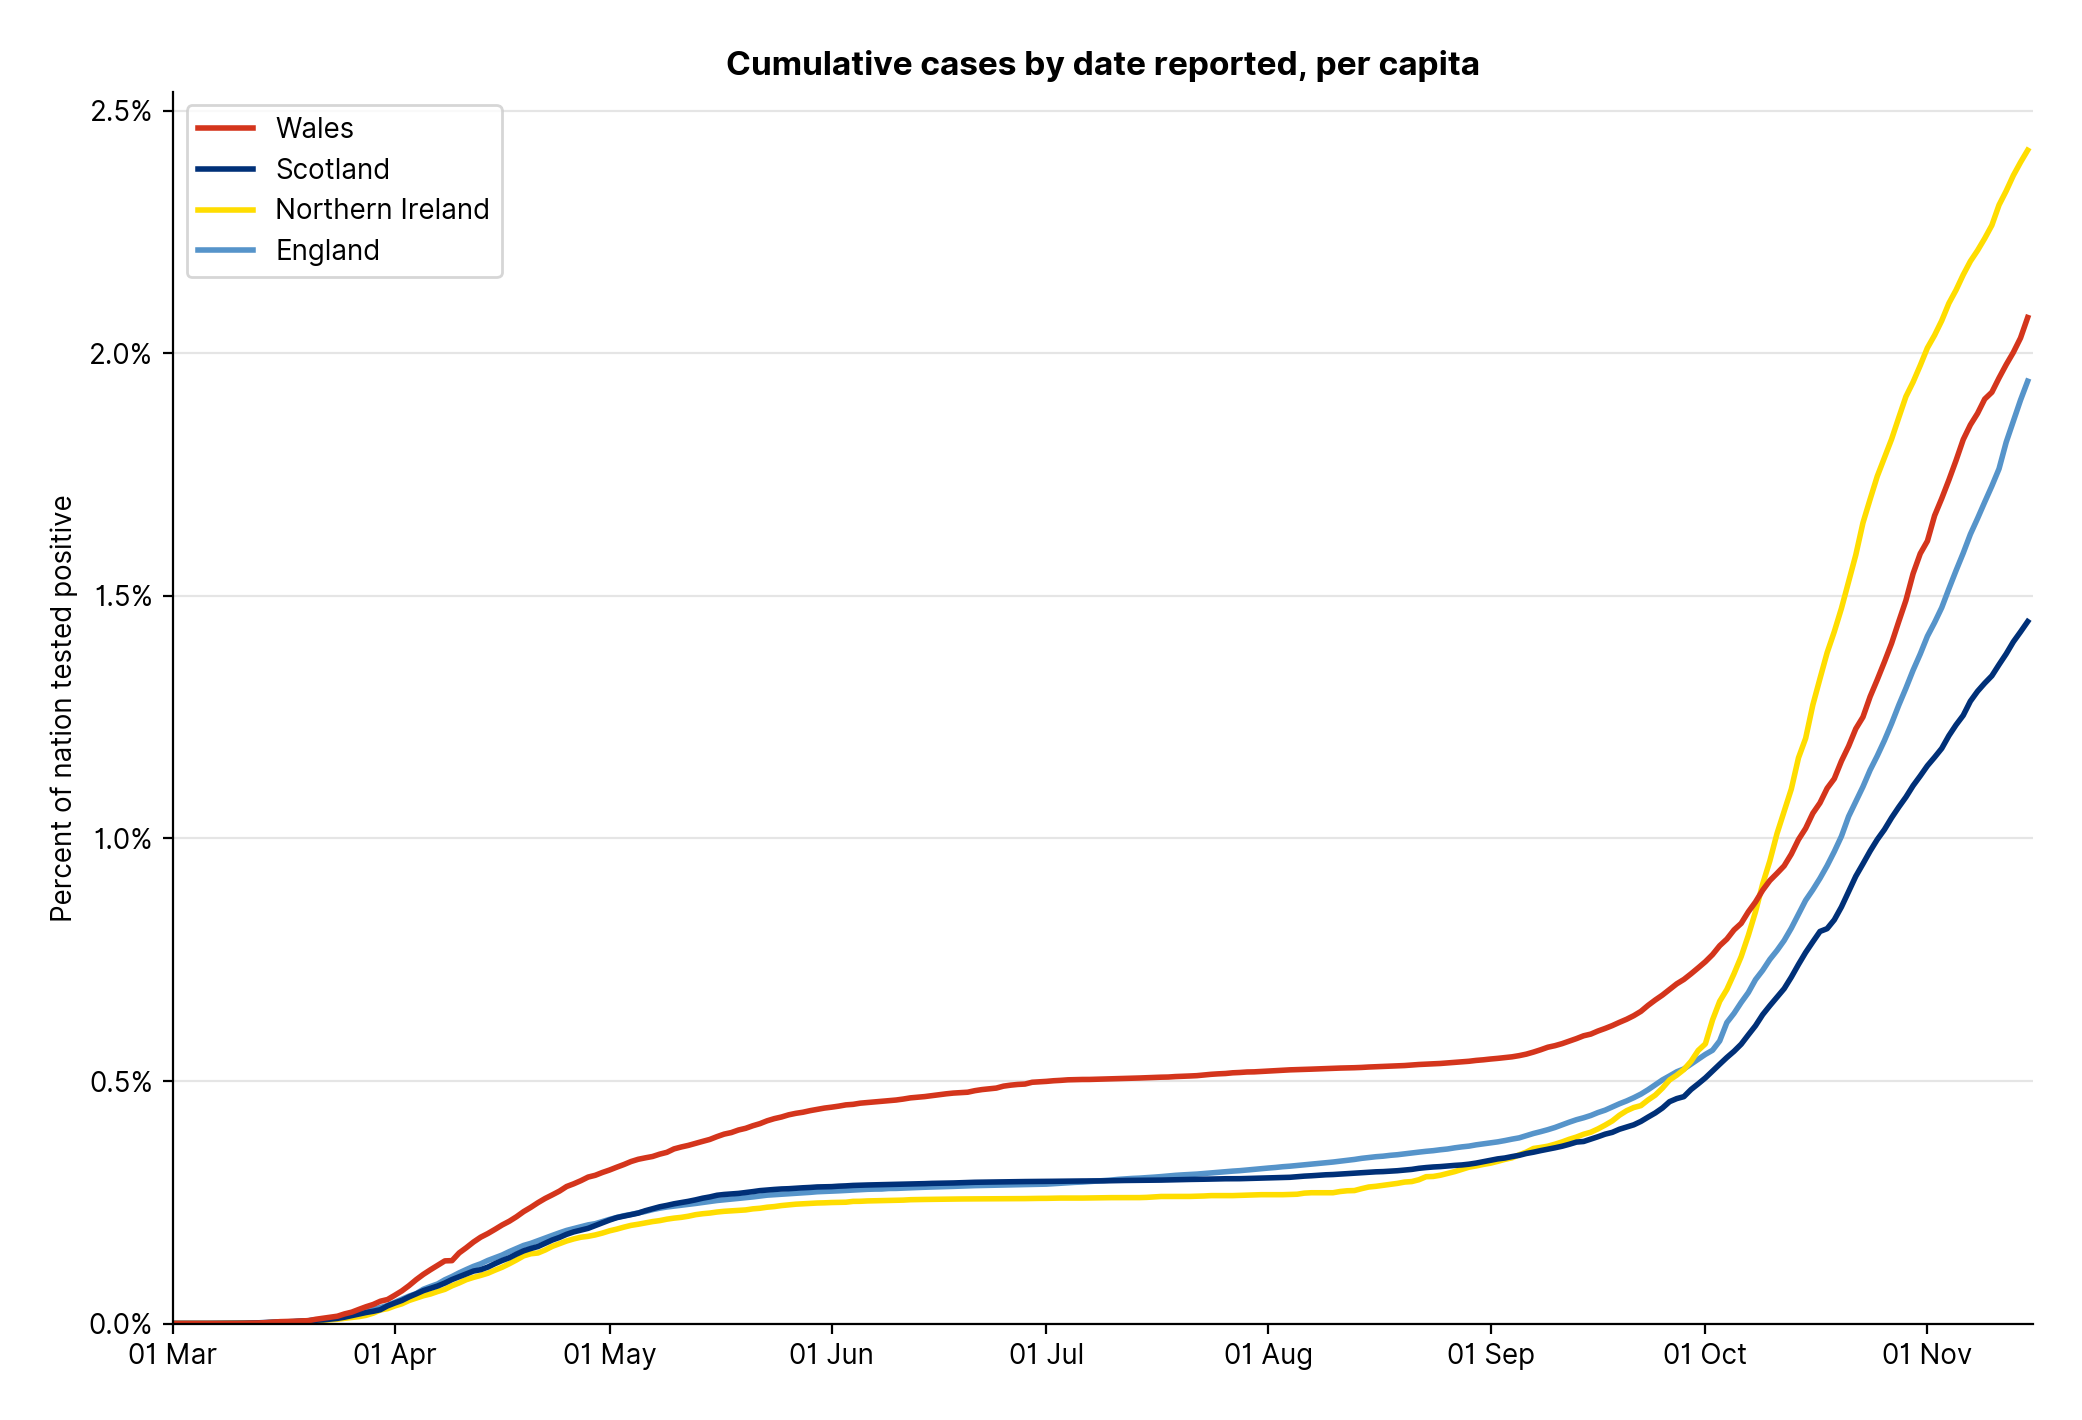 Cumulative cases by date reported, per capita
Percent of nation tested positive
2.5%
2.0%
1.5%
1.0%
0.5%
0.0%
Wales
Scotland
Northern Ireland
England
01 Mar
01 Apr
01 May
01 Jun
01 Jul
01 Aug
01 Sep
01 Oct
01 Nov